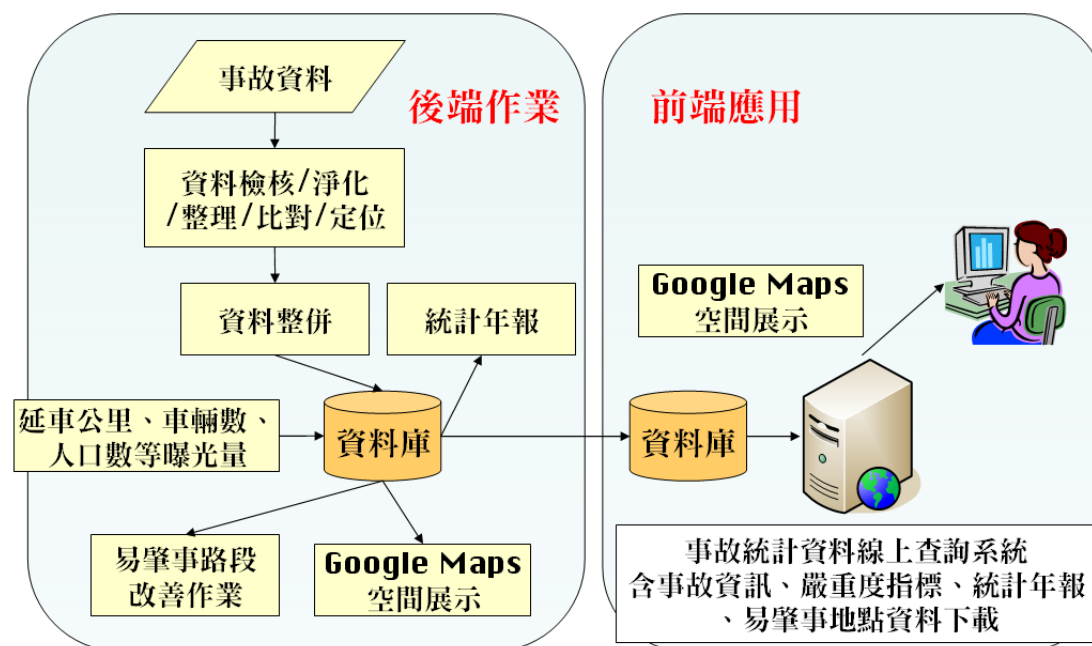 事故資料
後端作業
資料檢核/淨化
/整理/比對/定位
資料整併
統計年報
延車公里、車輛數、
人口數等曝光量
資料庫
易肇事路段
改善作業
Google Maps
空間展示
前端應用
Google Maps
空間展示
資料庫
事故統計資料線上查詢系統
含事故資訊、嚴重度指標、統計年報
、易肇事地點資料下載